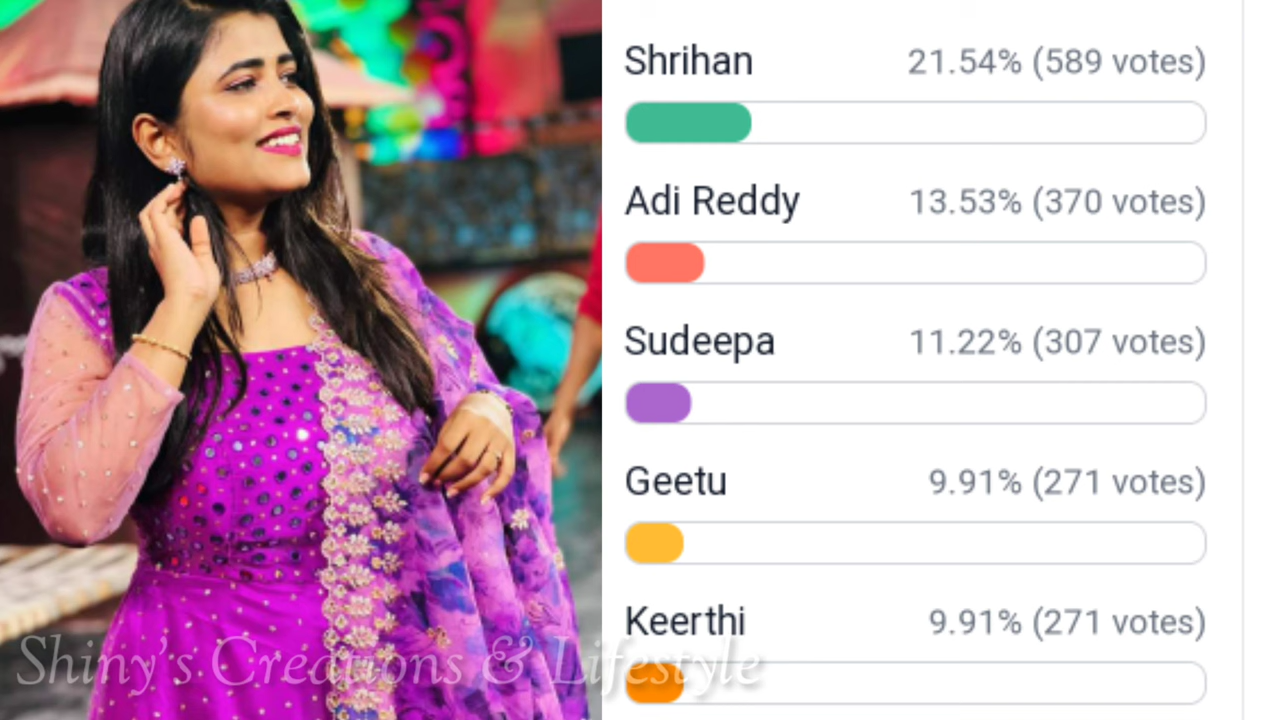 Shrihan 21.54% (589 votes)
Adi Reddy 13.53% (370 votes)
Sudeepa 11.22% (307 votes)
Geetu 9.91% (271 votes)
Keerthi 9.91% (271 votes)
Shiny's Creations & Lifestyle